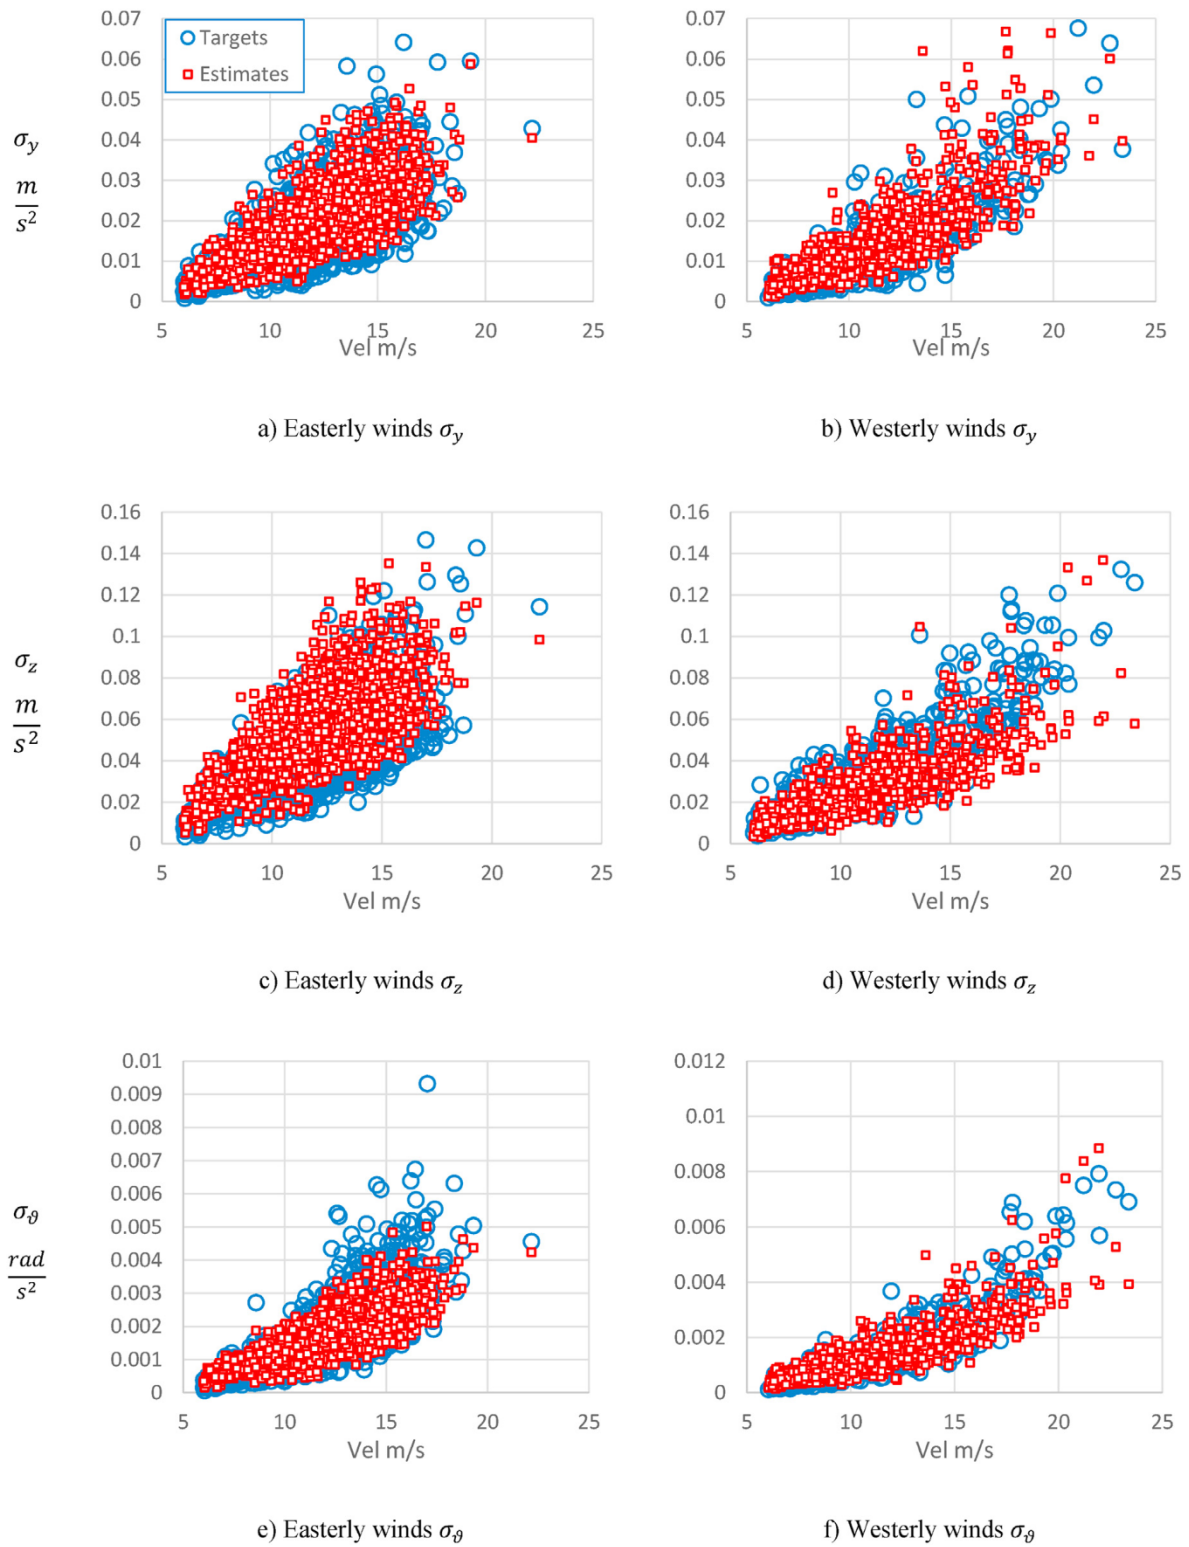 0.07
0.06
0.05
0.04
0.03
0.02
0.01
0
5 10 15 20 25
Vel m/s
Targets
Estimates
σy
m
s²
a) Easterly winds σy
0.07
0.06
0.05
0.04
0.03
0.02
0.01
0
5 10 15 20 25
Vel m/s
b) Westerly winds σy
0.16
0.14
0.12
0.1
0.08
0.06
0.04
0.02
0
5 10 15 20 25
Vel m/s
σz
m
s²
c) Easterly winds σz
0.16
0.14
0.12
0.1
0.08
0.06
0.04
0.02
0
5 10 15 20 25
Vel m/s
d) Westerly winds σz
0.01
0.009
0.008
0.007
0.006
0.005
0.004
0.003
0.002
0.001
0
5 10 15 20 25
Vel m/s
σϑ
rad
s²
e) Easterly winds σϑ
0.012
0.01
0.008
0.006
0.004
0.002
0
5 10 15 20 25
Vel m/s
f) Westerly winds σϑ